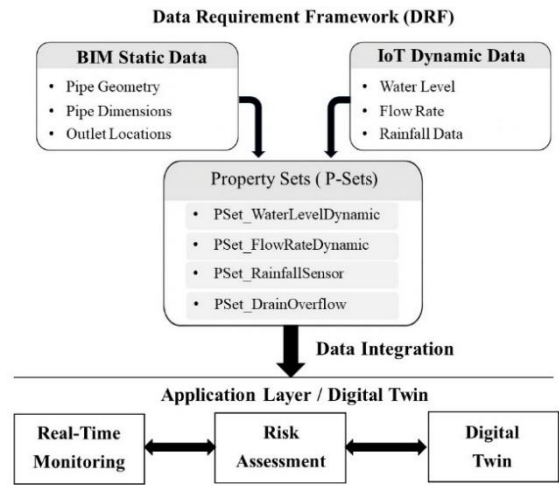 Data Requirement Framework (DRF)
BIM Static Data
• Pipe Geometry
• Pipe Dimensions
• Outlet Locations
IoT Dynamic Data
• Water Level
• Flow Rate
• Rainfall Data
Property Sets ( P-Sets)
• PSet_WaterLevelDynamic
• PSet_FlowRateDynamic
• PSet_RainfallSensor
• PSet_DrainOverflow
Data Integration
Application Layer / Digital Twin
Real-Time
Monitoring
Risk
Assessment
Digital
Twin